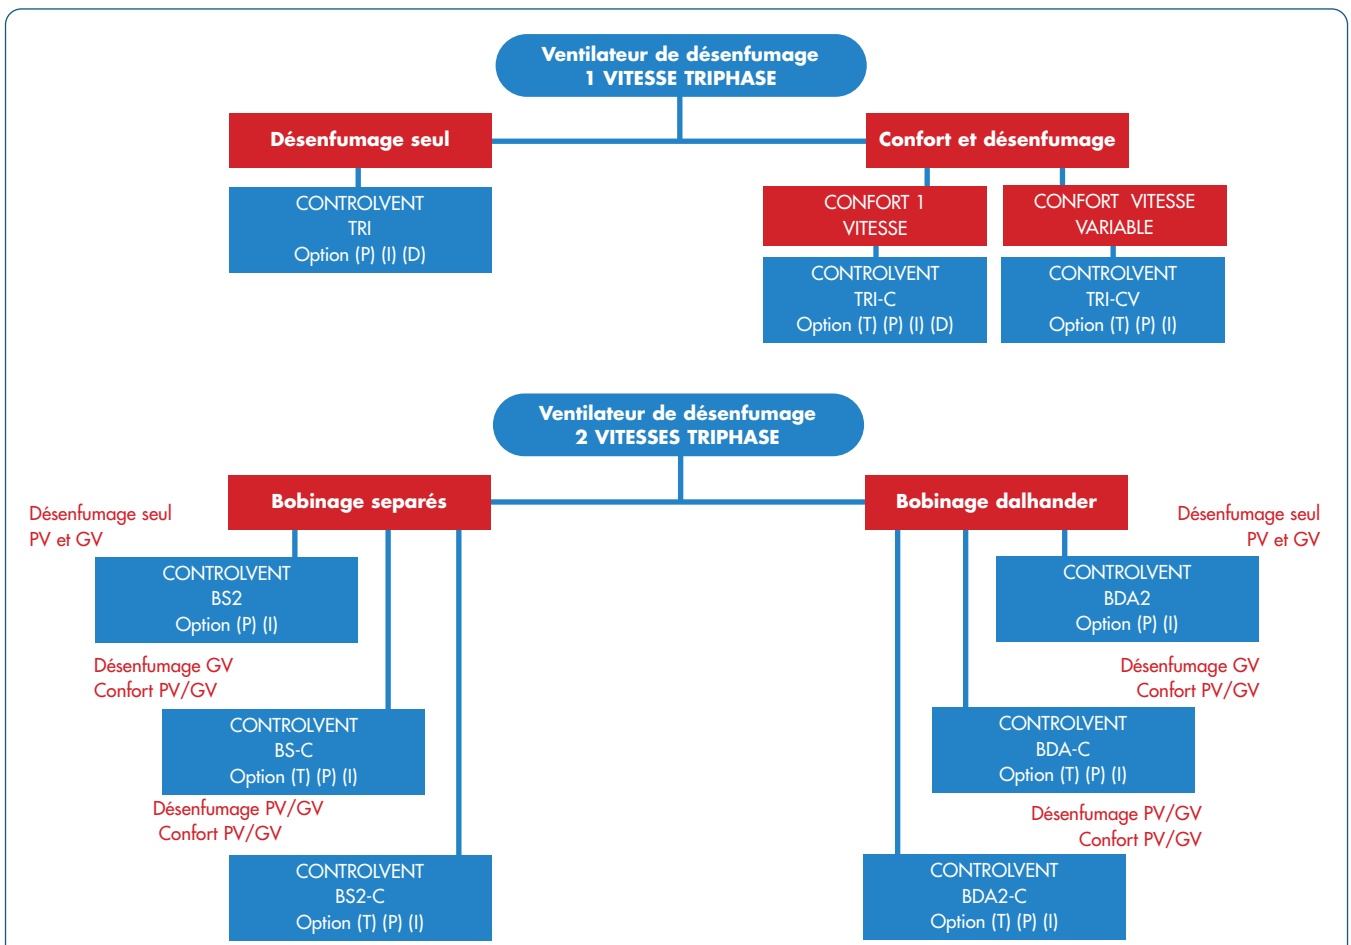 Ventilateur de désenfumage
1 VITESSE TRIPHASE
Désenfumage seul
Confort et désenfumage
CONTROLVENT
TRI
Option (P) (I) (D)
CONFORT 1
VITESSE
CONFORT VITESSE
VARIABLE
CONTROLVENT
TRI-C
Option (T) (P) (I) (D)
CONTROLVENT
TRI-CV
Option (T) (P) (I)
Ventilateur de désenfumage
2 VITESSES TRIPHASE
Bobinage separés
Bobinage dalhander
Désenfumage seul
PV et GV
CONTROLVENT
BS2
Option (P) (I)
Désenfumage GV
Confort PV/GV
CONTROLVENT
BS-C
Option (T) (P) (I)
Désenfumage PV/GV
Confort PV/GV
CONTROLVENT
BS2-C
Option (T) (P) (I)
Désenfumage seul
PV et GV
CONTROLVENT
BDA2
Option (P) (I)
Désenfumage GV
Confort PV/GV
CONTROLVENT
BDA-C
Option (T) (P) (I)
Désenfumage PV/GV
Confort PV/GV
CONTROLVENT
BDA2-C
Option (T) (P) (I)